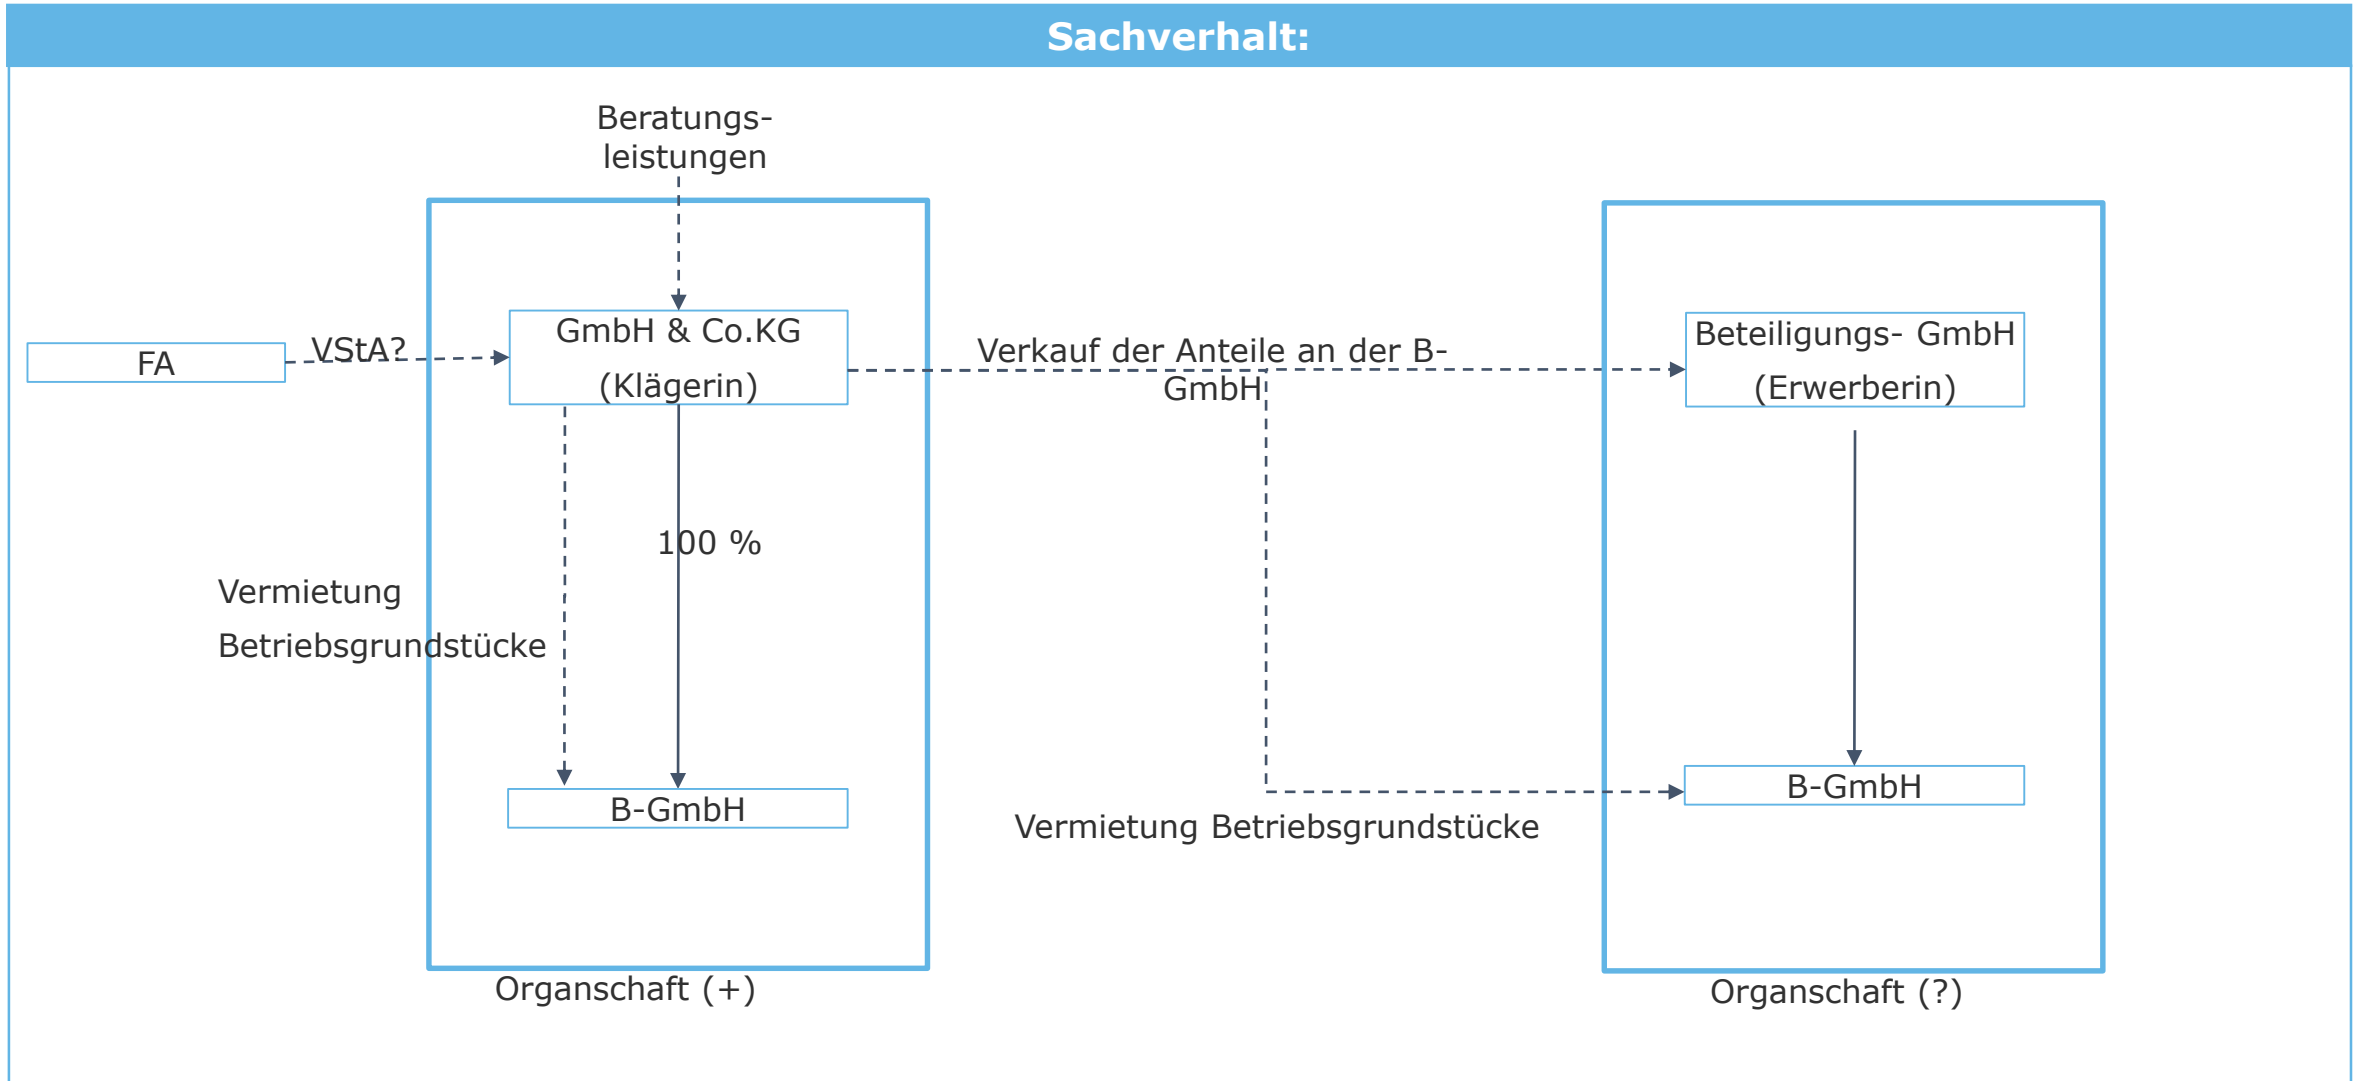 Sachverhalt:
Beratungs-
leistungen
FA
VStA?
GmbH & Co.KG
(Klägerin)
Verkauf der Anteile an der B-
GmbH
Beteiligungs- GmbH
(Erwerberin)
100 %
Vermietung
Betriebsgrundstücke
B-GmbH
B-GmbH
Vermietung Betriebsgrundstücke
Organschaft (+)
Organschaft (?)